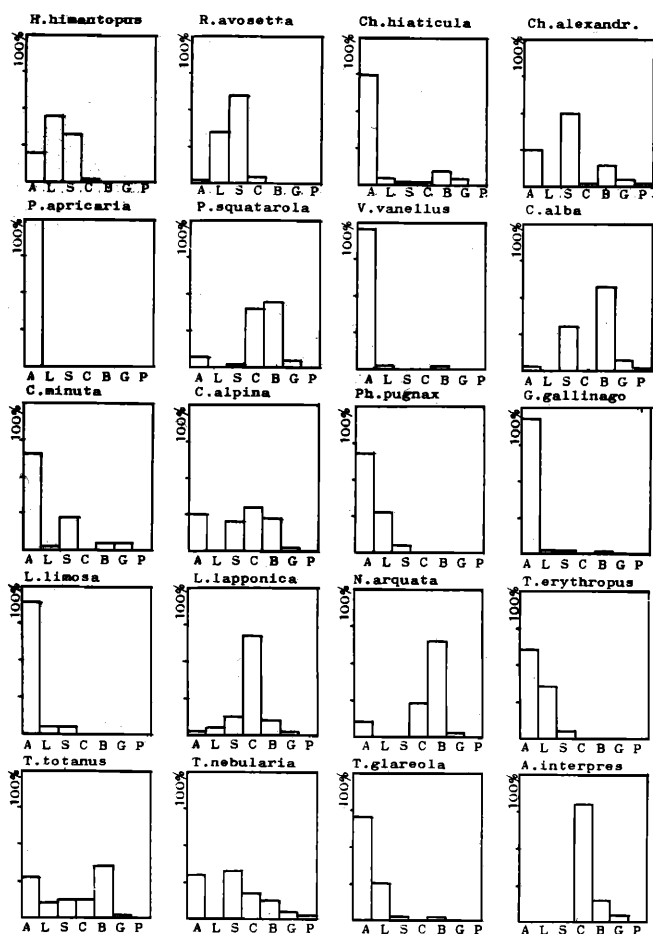 H.himantopus R.avosetta Ch.hiaticula Ch.alexandr.
100% 100% 100% 100%
A L S C B G P A L S C B G P A L S C B G P A L S C B G P
P.apricaria P.squatarola V.vanellus C.alba
100% 100% 100% 100%
A L S C B G P A L S C B G P A L S C B G P A L S C B G P
C.minuta C.alpina Ph.pugnax G.gallinago
100% 100% 100% 100%
A L S C B G P A L S C B G P A L S C B G P A L S C B G P
L.limosa L.lapponica N.arquata T.erythropus
100% 100% 100% 100%
A L S C B G P A L S C B G P A L S C B G P A L S C B G P
T.totanus T.nebularia T.glareola A.interpres
100% 100% 100% 100%
A L S C B G P A L S C B G P A L S C B G P A L S C B G P